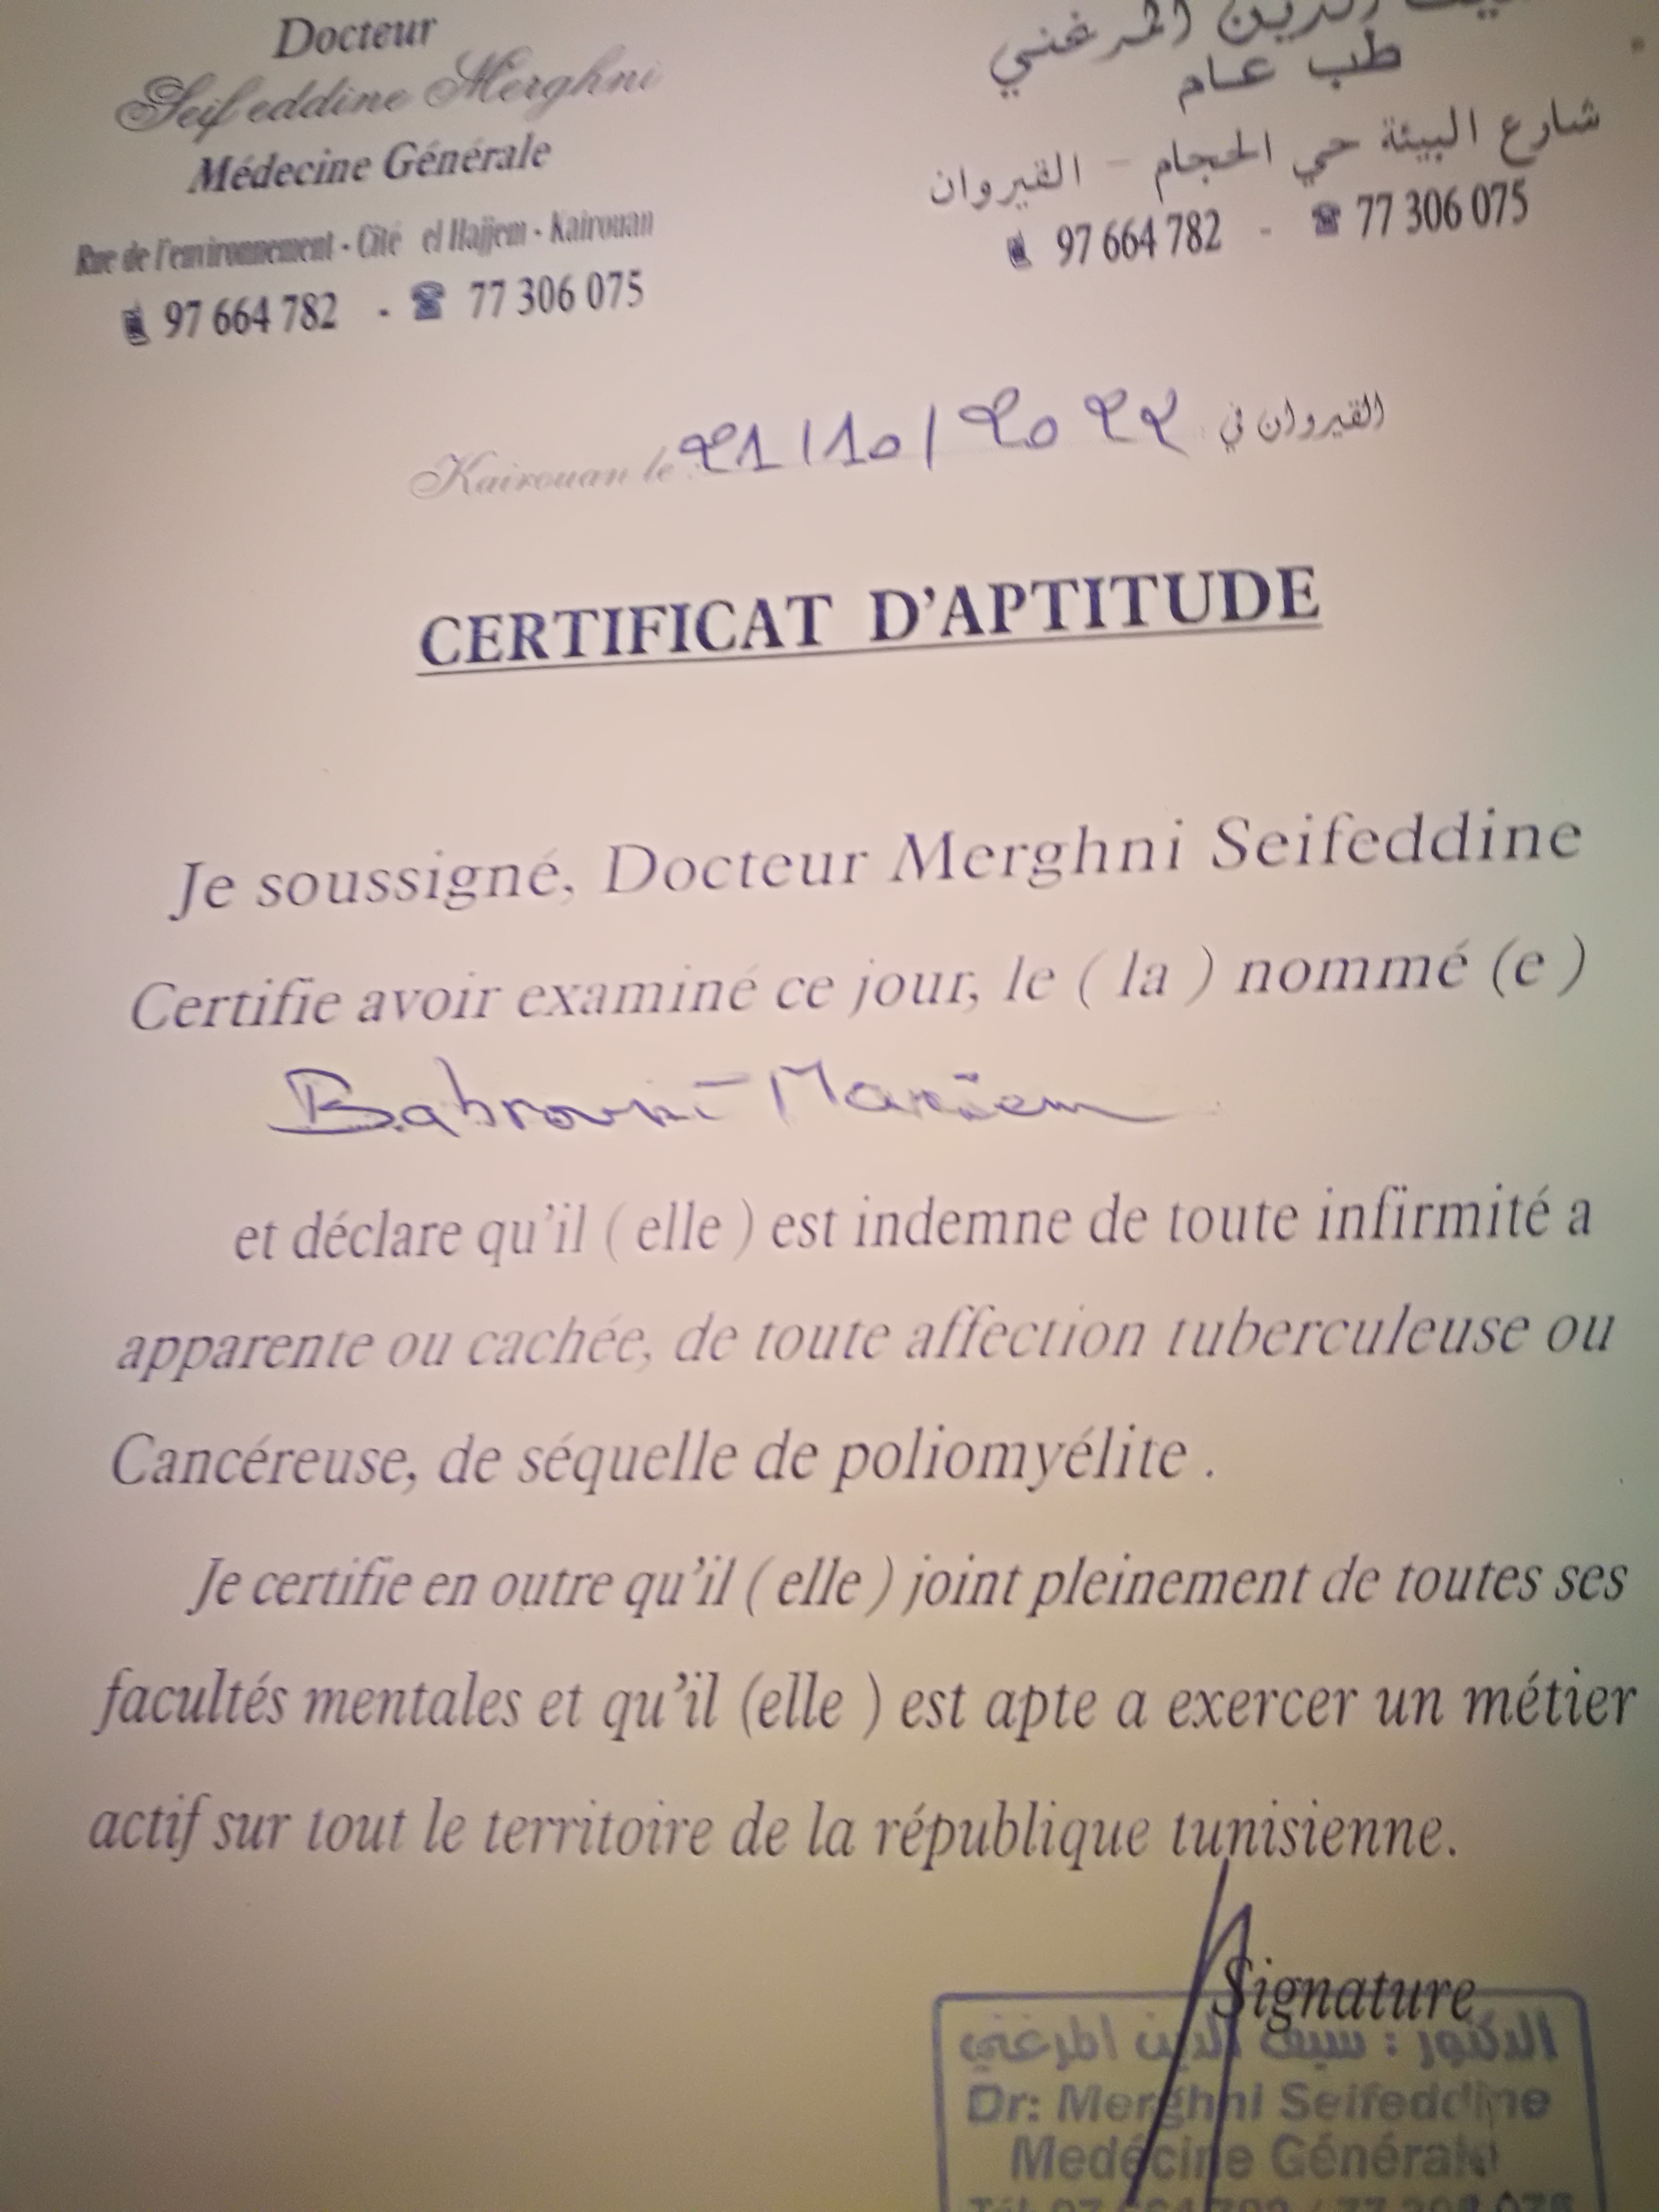 Docteur
Seifeddine Merghni
Médecine Générale
Rue de l'environnement - Cité el Hajjem - Kairouan
97 664 782 - 77 306 075
الدين المرغني
طب عام
شارع البيئة حي الحجام - القيروان
97 664 782 - 77 306 075
Kairouan le 21/10/2022 القيروان في
CERTIFICAT D'APTITUDE
Je soussigné, Docteur Merghni Seifeddine
Certifie avoir examiné ce jour, le ( la ) nommé (e )
Mariem
et déclare qu'il ( elle ) est indemne de toute infirmité a
apparente ou cachée, de toute affection tuberculeuse ou
Cancéreuse, de séquelle de poliomyélite .
Je certifie en outre qu'il ( elle ) joint pleinement de toutes ses
facultés mentales et qu'il (elle ) est apte a exercer un métier
actif sur tout le territoire de la république tunisienne.
Signature
الدكتور : سيف الدين المرغني
Dr: Merghni Seifeddine
Medécine Générale